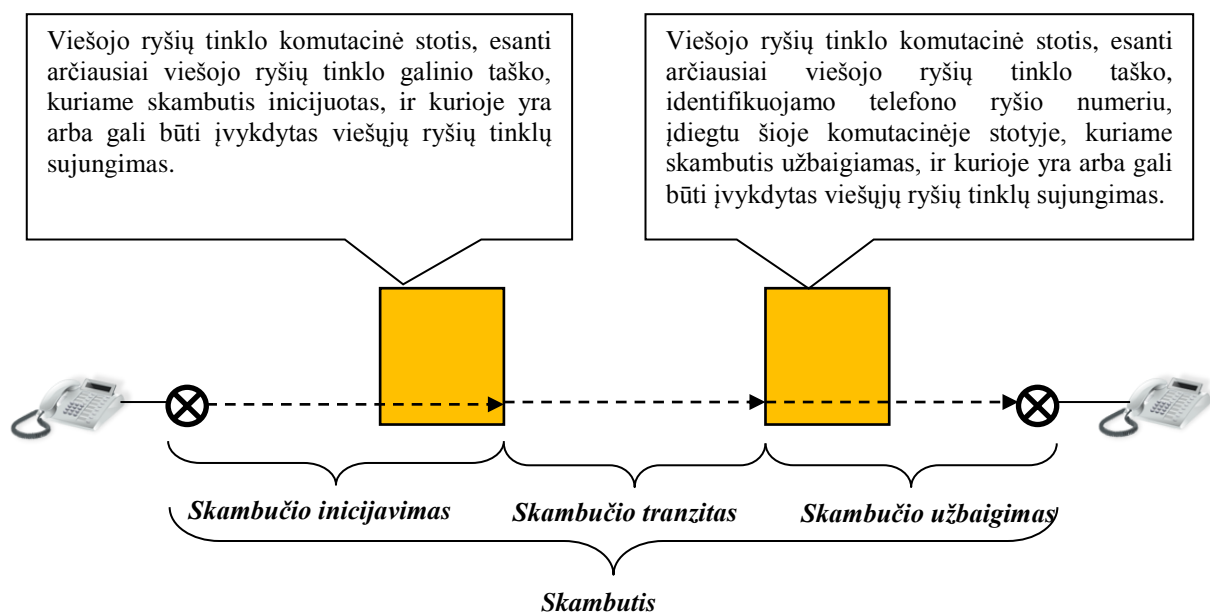 Viešojo ryšių tinklo komutacinė stotis, esanti
arčiausiai viešojo ryšių tinklo galinio taško,
kuriame skambutis inicijuotas, ir kurioje yra
arba gali būti įvykdytas viešųjų ryšių tinklų
sujungimas.
Viešojo ryšių tinklo komutacinė stotis, esanti
arčiausiai viešojo ryšių tinklo taško,
identifikuojamo telefono ryšio numeriu,
įdiegtu šioje komutacinėje stotyje, kuriame
skambutis užbaigiamas, ir kurioje yra arba gali
būti įvykdytas viešųjų ryšių tinklų sujungimas.
Skambučio inicijavimas
Skambučio tranzitas
Skambučio užbaigimas
Skambutis